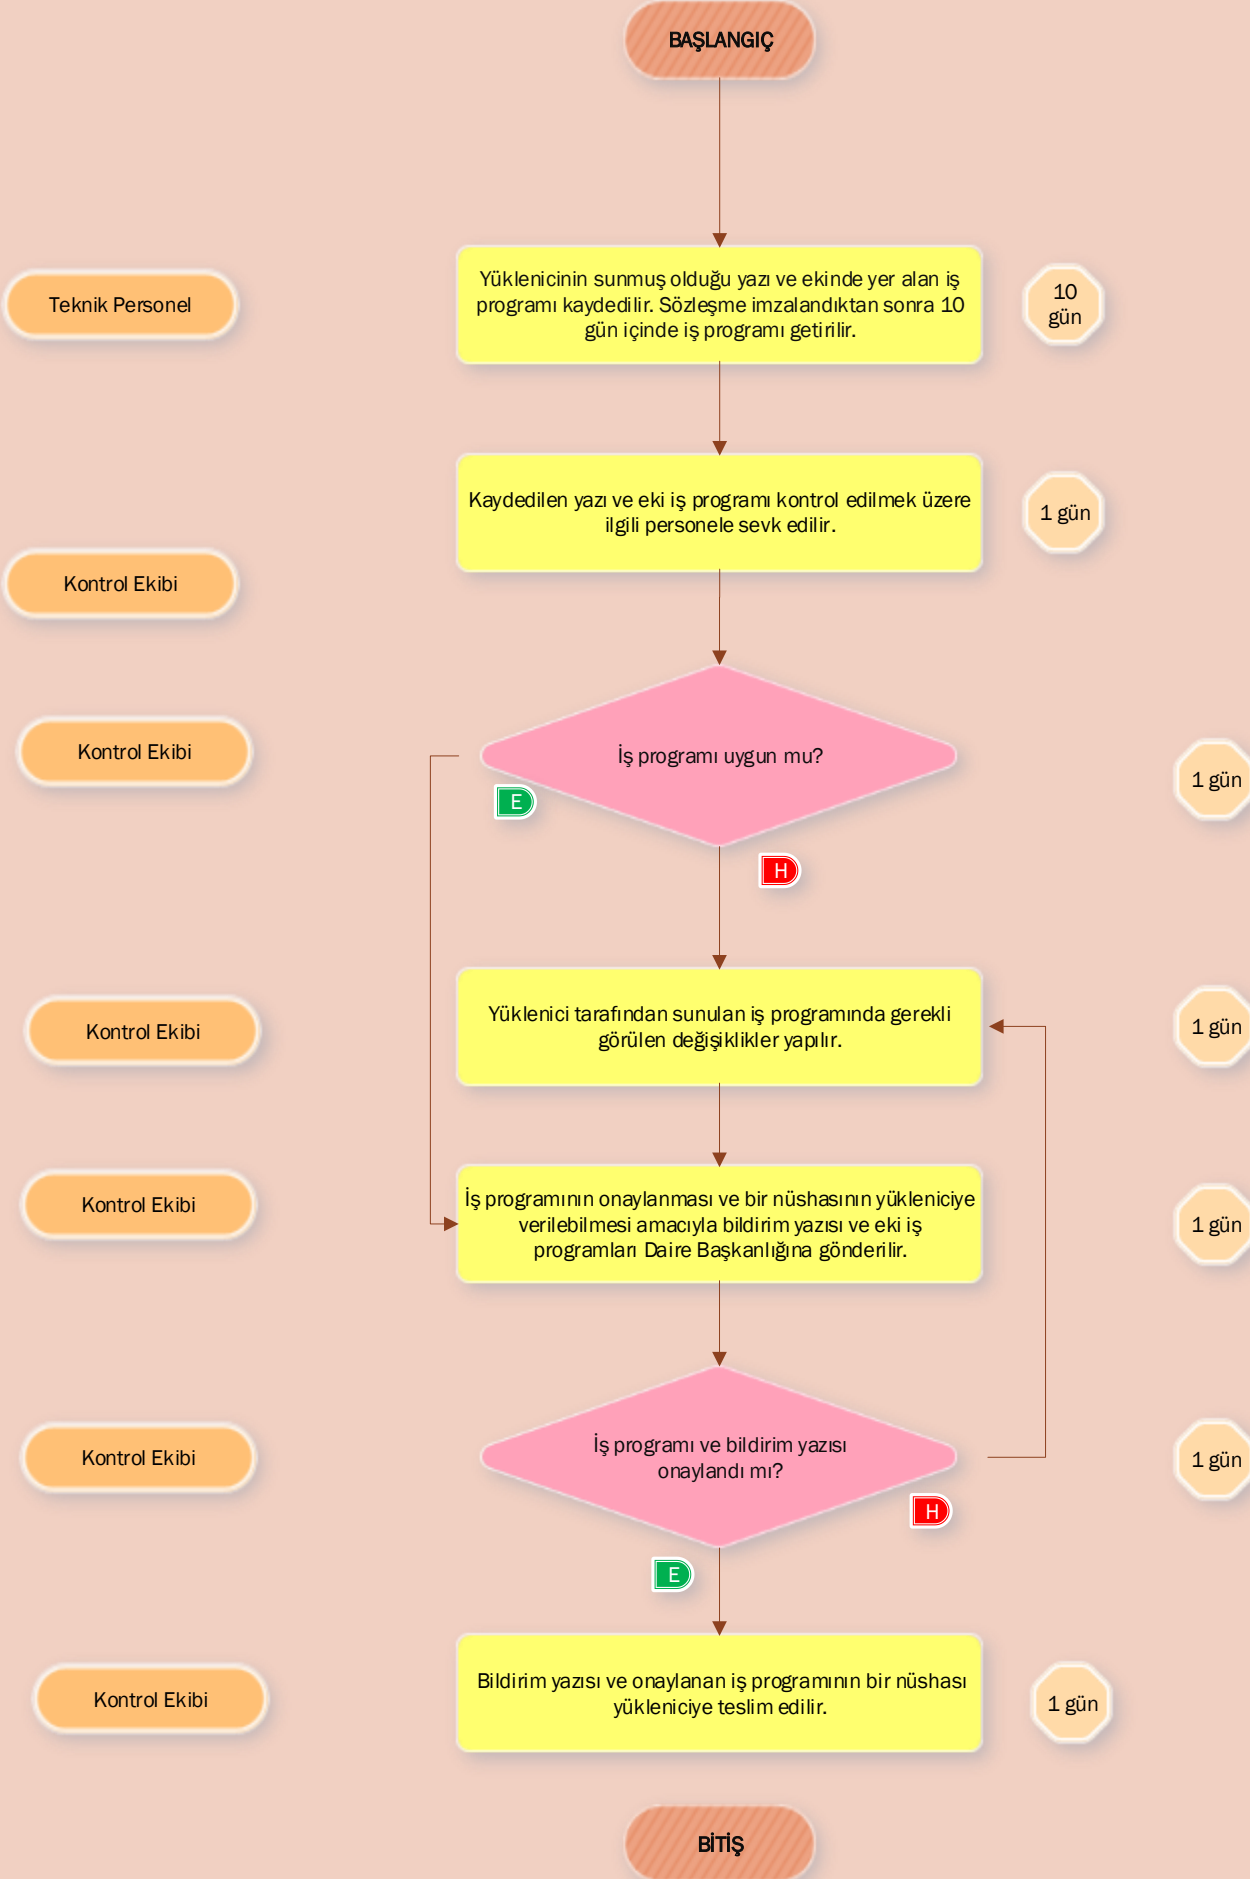 BAŞLANGIÇ
Teknik Personel
Yüklenicinin sunmuş olduğu yazı ve ekinde yer alan iş
programı kaydedilir. Sözleşme imzalandıktan sonra 10
gün içinde iş programı getirilir.
10
gün
Kaydedilen yazı ve eki iş programı kontrol edilmek üzere
ilgili personele sevk edilir.
1 gün
Kontrol Ekibi
Kontrol Ekibi
İş programı uygun mu?
1 gün
E
H
Kontrol Ekibi
Yüklenici tarafından sunulan iş programında gerekli
görülen değişiklikler yapılır.
1 gün
Kontrol Ekibi
İş programının onaylanması ve bir nüshasının yükleniciye
verilebilmesi amacıyla bildirim yazısı ve eki iş
programları Daire Başkanlığına gönderilir.
1 gün
Kontrol Ekibi
İş programı ve bildirim yazısı
onaylandı mı?
1 gün
H
E
Kontrol Ekibi
Bildirim yazısı ve onaylanan iş programının bir nüshası
yükleniciye teslim edilir.
1 gün
BİTİŞ